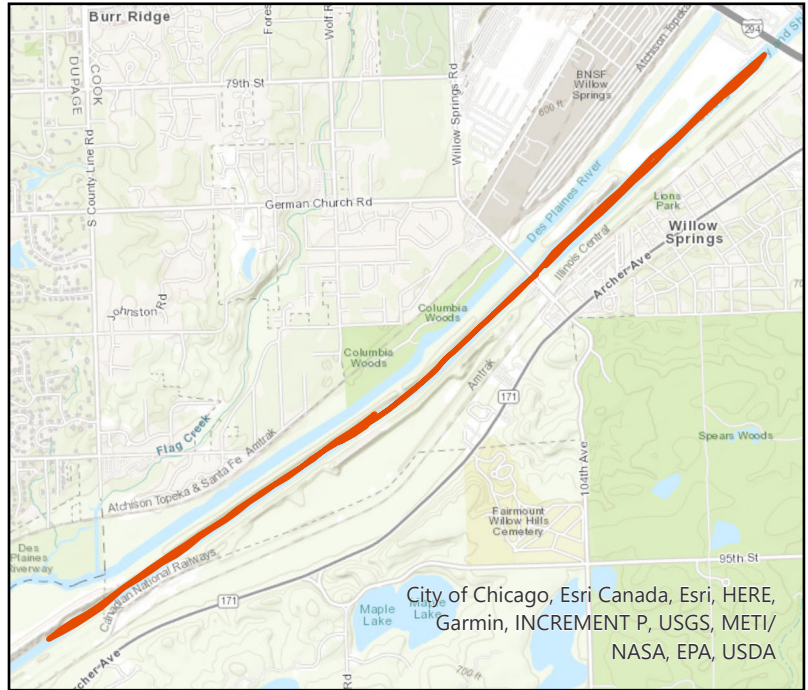 Burr Ridge
294
DUPAGE
COOK
Wolf R
79th St
Atchison Topeka
BNSF
Willow
Springs
600 ft
Willow Springs Rd
S County Line Rd
German Church Rd
Des Plaines River
Lions
Park
Willow
Springs
Illinois Central
Archer Ave
Johnston Rd
Columbia
Woods
Columbia
Woods
Amtrak
171
Flag Creek
Atchison Topeka & Santa Fe
Amtrak
Spears Woods
104th Ave
Fairmount
Willow Hills
Cemetery
Des
Plaines
iverway
95th St
Canadian National Railways
171
Maple
Lake
Maple
Lake
City of Chicago, Esri Canada, Esri, HERE,
Garmin, INCREMENT P, USGS, METI/
NASA, EPA, USDA
rcher Ave
Rd
700 ft